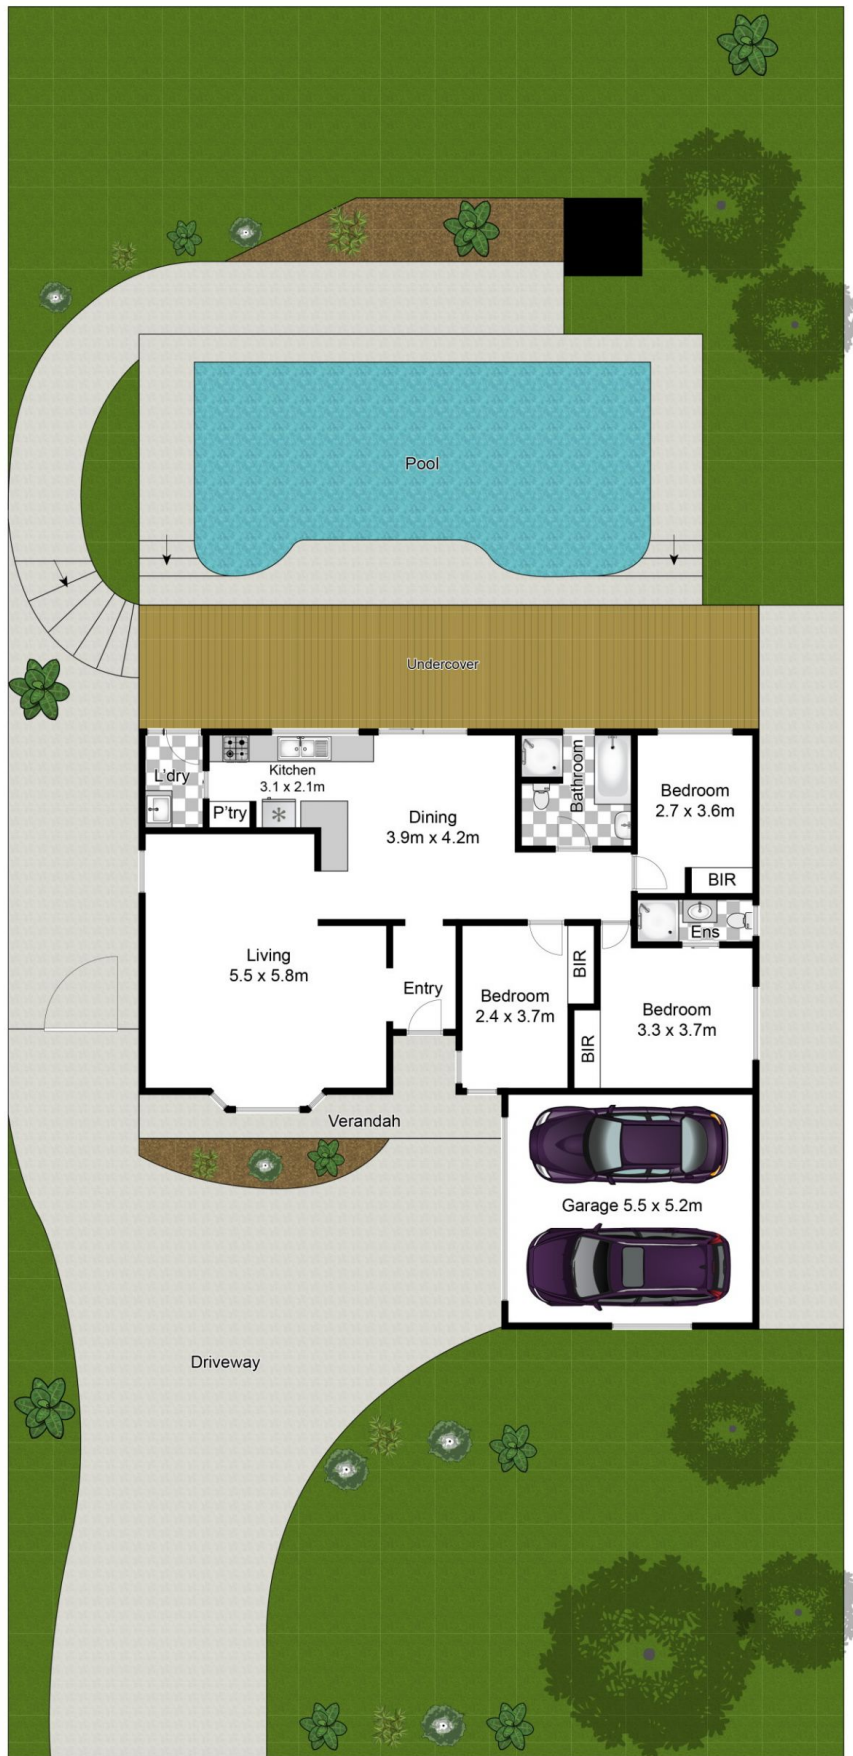 Pool
Undercover
L'dry
Kitchen
3.1 x 2.1m
P'try
Dining
3.9m x 4.2m
Bathroom
Bedroom
2.7 x 3.6m
BIR
Ens
Living
5.5 x 5.8m
Entry
Bedroom
2.4 x 3.7m
BIR
BIR
Bedroom
3.3 x 3.7m
Verandah
Garage 5.5 x 5.2m
Driveway